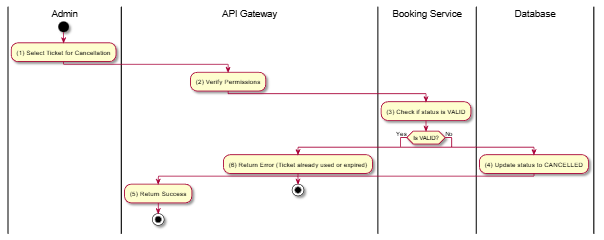 Admin
API Gateway
Booking Service
Database
(1) Select Ticket for Cancellation
(2) Verify Permissions
(3) Check if status is VALID
Yes
Is VALID?
No
(6) Return Error (Ticket already used or expired)
(4) Update status to CANCELLED
(5) Return Success